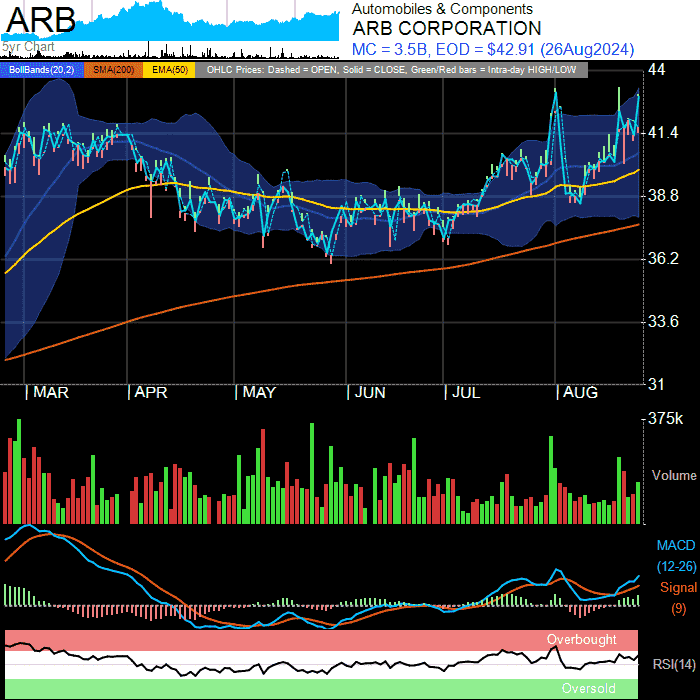 ARB
5yr Chart
Automobiles & Components
ARB CORPORATION
MC = 3.5B, EOD = $42.91 (26Aug2024)
BollBands(20,2) SMA(200) EMA(50) OHLC Prices: Dashed = OPEN, Solid = CLOSE, Green/Red bars = Intra-day HIGH/LOW
44
41.4
38.8
36.2
33.6
31
MAR APR MAY JUN JUL AUG
375k
Volume
MACD
(12-26)
Signal
(9)
Overbought
RSI(14)
Oversold